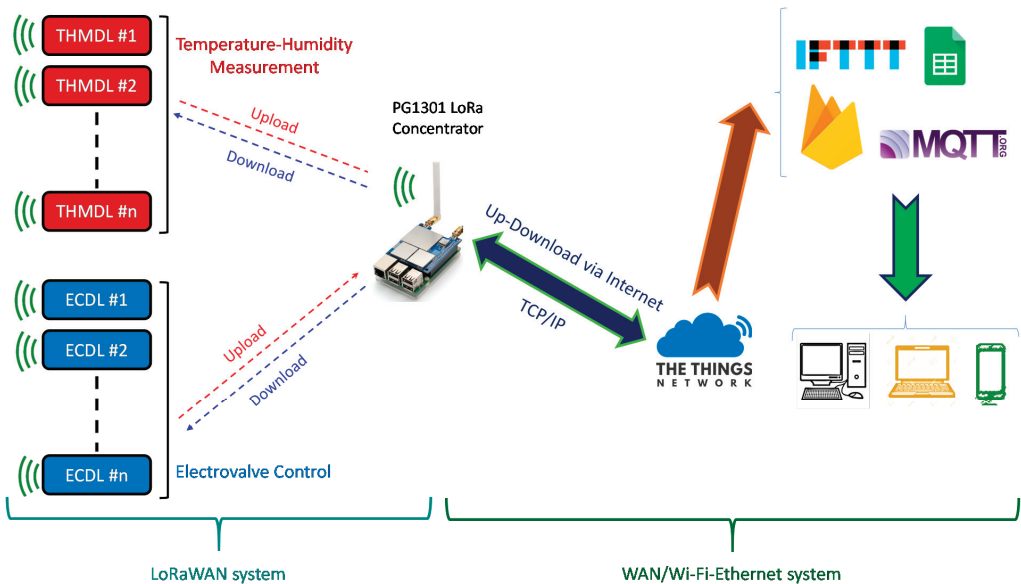 THMDL #1
THMDL #2
THMDL #n
Temperature-Humidity
Measurement
Upload
Download
PG1301 LoRa
Concentrator
ECDL #1
ECDL #2
ECDL #n
Electrovalve Control
Upload
Download
Up-Download via Internet
TCP/IP
THE THINGS
NETWORK
IFTTT
MQTT.ORG
LoRaWAN system
WAN/Wi-Fi-Ethernet system